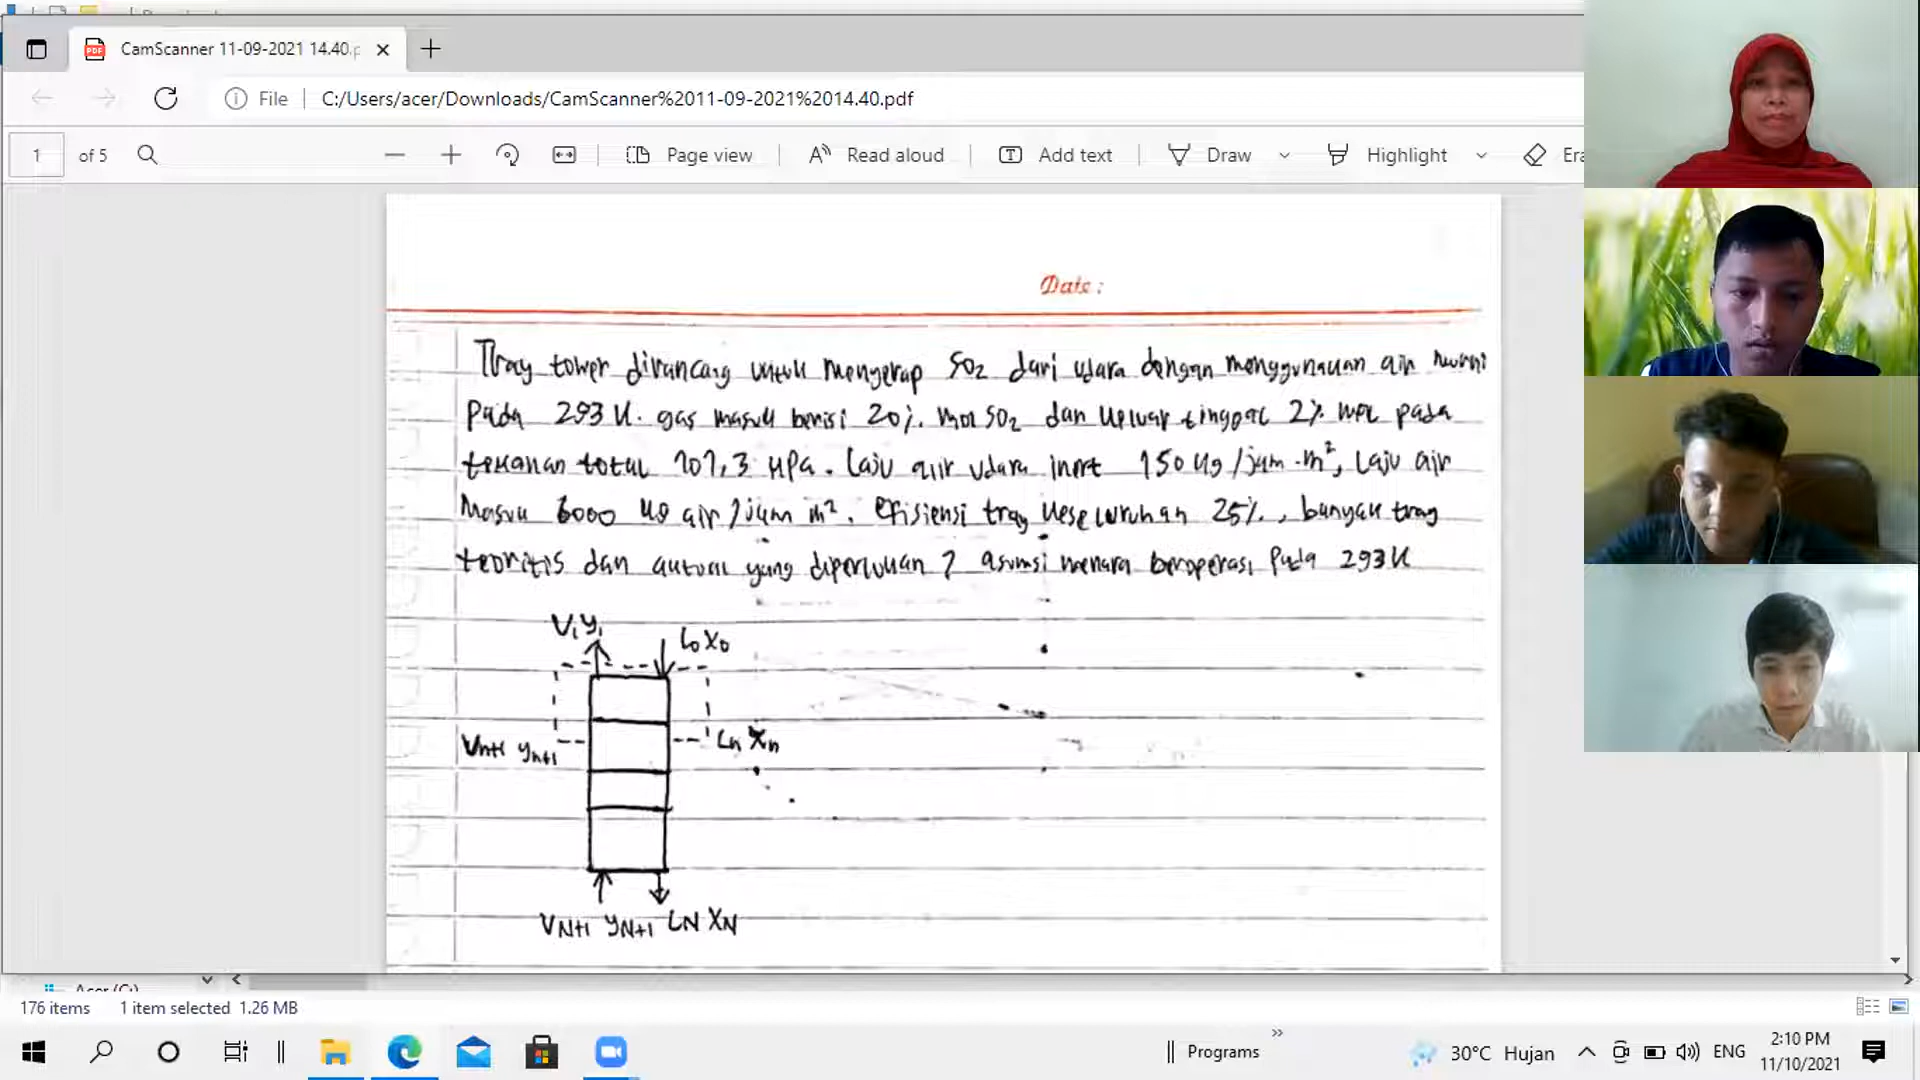 CamScanner 11-09-2021 14.40.p
File
C:/Users/acer/Downloads/CamScanner%2011-09-2021%2014.40.pdf
1 of 5
Page view
Read aloud
Add text
Draw
Highlight
Era
Date :
Tray tower dirancang untuk mengerap SO2 dari udara dengan menggunakan air murni
Pada 293 K. gas masuk berisi 20%. mol SO2 dan keluar tinggal 2% mol pada
tekanan total 101,3 kPa. Laju alir udara inert 150 kg/jam.m², Laju air
Masuk 6000 kg air/jam m². Efisiensi tray keseluruhan 25%., banyak tray
teoritis dan aktual yang diperlukan ? asumsi menara beroperasi Pada 293K
V1 y1
L0 X0
Vn+1 yn+1
Ln Xn
VN+1 yN+1 LN XN
Acer (C:)
176 items
1 item selected 1.26 MB
Programs
30°C Hujan
ENG
2:10 PM
11/10/2021